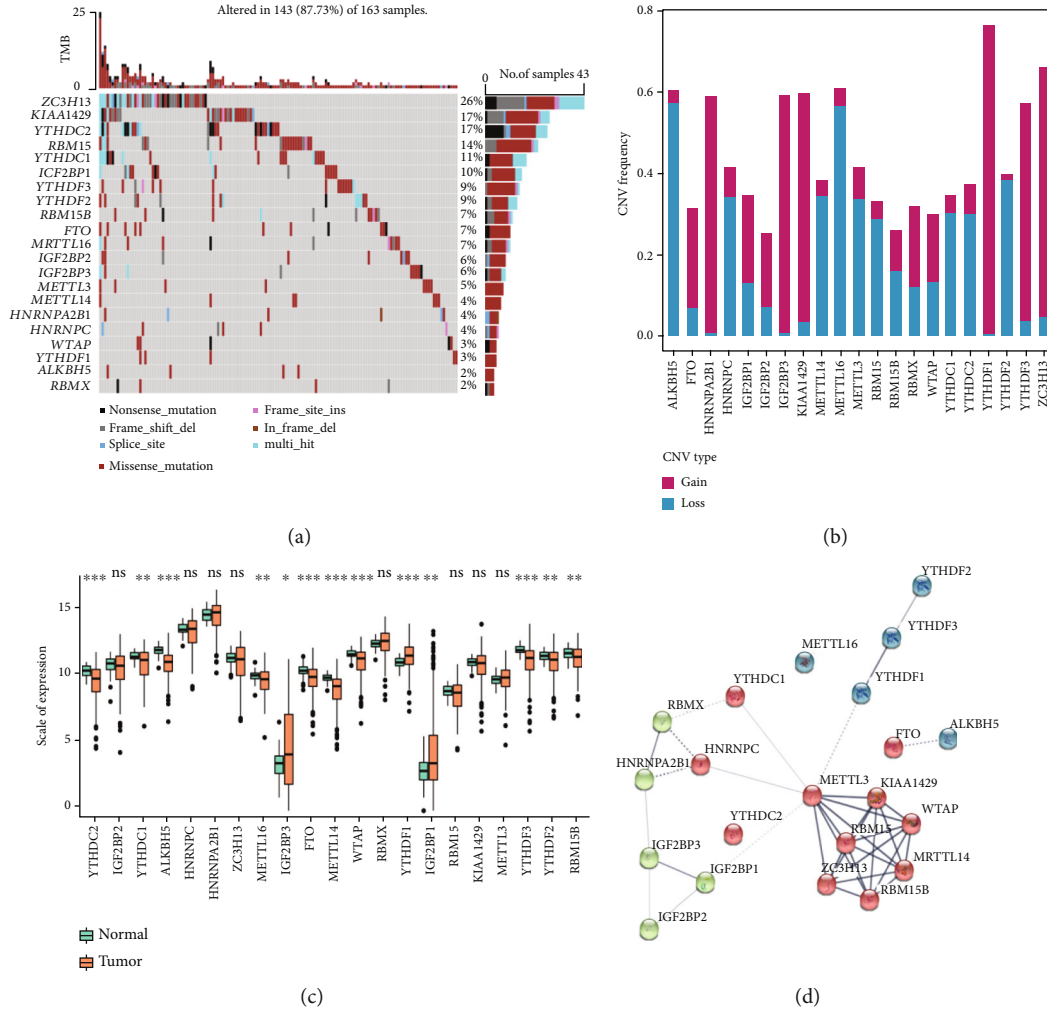 Altered in 143 (87.73%) of 163 samples.
25
0
TMB
0
No.of samples 43
ZC3H13 26%
KIAA1429 17%
YTHDC2 17%
RBM15 14%
YTHDC1 11%
ICF2BP1 10%
YTHDF3 9%
YTHDF2 9%
RBM15B 7%
FTO 7%
MRTTL16 7%
IGF2BP2 6%
IGF2BP3 6%
METTL3 5%
METTL14 4%
HNRNPA2B1 4%
HNRNPC 4%
WTAP 3%
YTHDF1 3%
ALKBH5 2%
RBMX 2%
Nonsense_mutation
Frame_shift_del
Splice_site
Missense_mutation
Frame_site_ins
In_frame_del
multi_hit
(a)
0.8
0.6
0.4
0.2
0.0
CNV frequency
ALKBH5
FTO
HNRNPA2B1
HNRNPC
IGF2BP1
IGF2BP2
IGF2BP3
KIAA1429
METTL14
METTL16
METTL3
RBM15
RBM15B
RBMX
WTAP
YTHDC1
YTHDC2
YTHDF1
YTHDF2
YTHDF3
ZC3H13
CNV type
Gain
Loss
(b)
*** ns ** *** ns ns ns ** * *** *** *** ns *** ** ns ns ns *** ** **
15
10
5
0
Scale of expression
YTHDC2
IGF2BP2
YTHDC1
ALKBH5
HNRNPC
HNRNPA2B1
ZC3H13
METTL16
IGF2BP3
FTO
METTL14
WTAP
RBMX
YTHDF1
IGF2BP1
RBM15
KIAA1429
METTL3
YTHDF3
YTHDF2
RBM15B
Normal
Tumor
(c)
YTHDF2
YTHDF3
METTL16
YTHDF1
YTHDC1
RBMX
ALKBH5
FTO
HNRNPC
HNRNPA2B1
METTL3
KIAA1429
WTAP
YTHDC2
RBM15
IGF2BP3
MRTTL14
IGF2BP1
ZC3H13
RBM15B
IGF2BP2
(d)